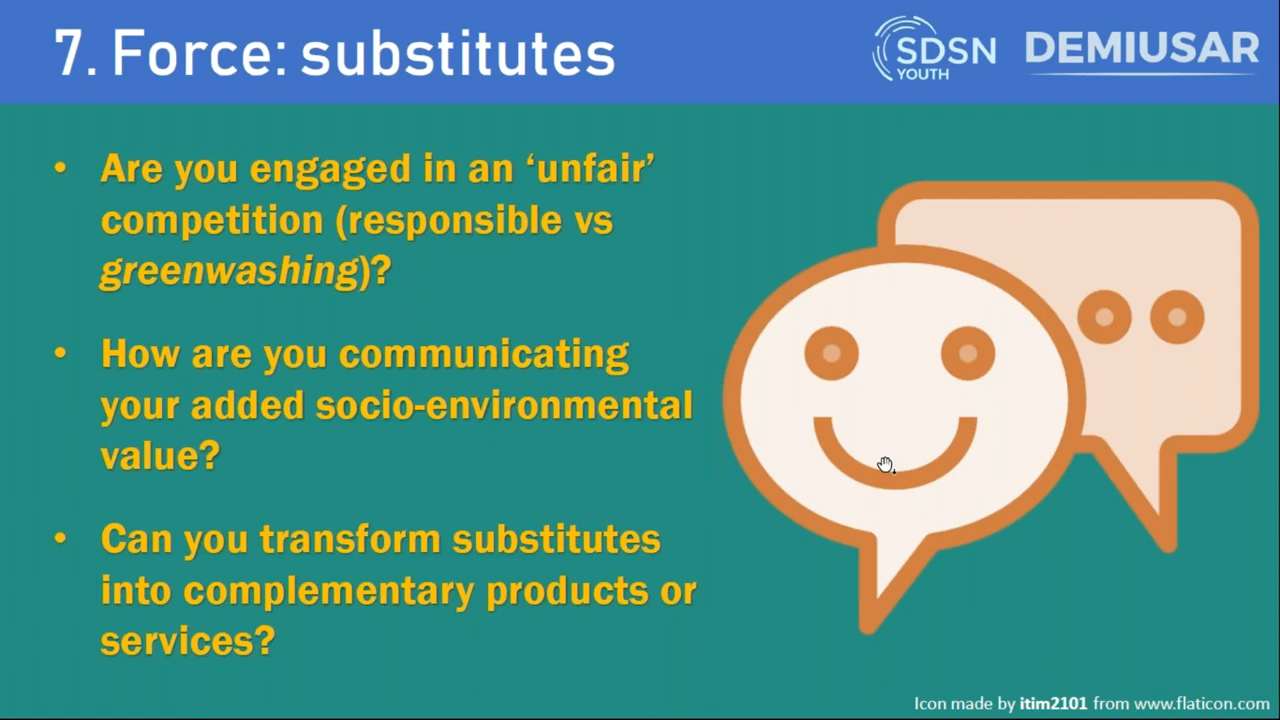 7. Force: substitutes
SDSN
YOUTH
DEMIUSAR
• Are you engaged in an ‘unfair’
competition (responsible vs
greenwashing)?
• How are you communicating
your added socio-environmental
value?
• Can you transform substitutes
into complementary products or
services?
Icon made by itim2101 from www.flaticon.com